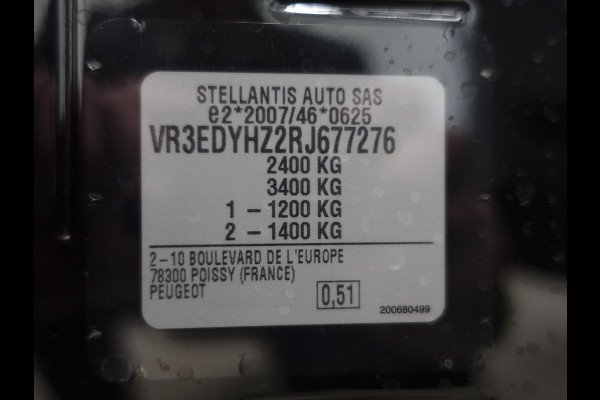 STELLANTIS AUTO SAS
e2*2007/46*0625
VR3EDYHZ2RJ677276
2400 KG
3400 KG
1 – 1200 KG
2 – 1400 KG
2–10 BOULEVARD DE L'EUROPE
78300 POISSY (FRANCE)
PEUGEOT
0,51
200680499